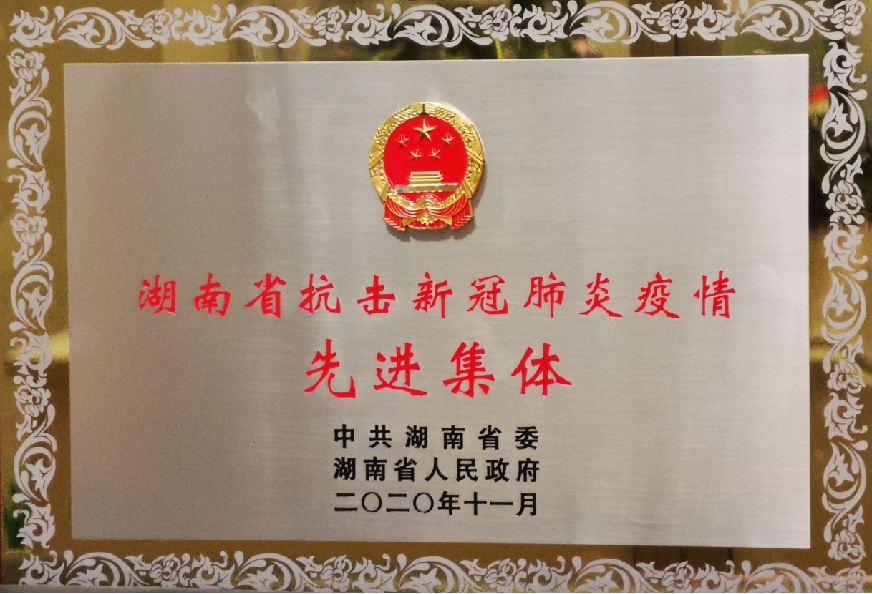 湖南省抗击新冠肺炎疫情
先进集体
中共湖南省委
湖南省人民政府
二〇二〇年十一月